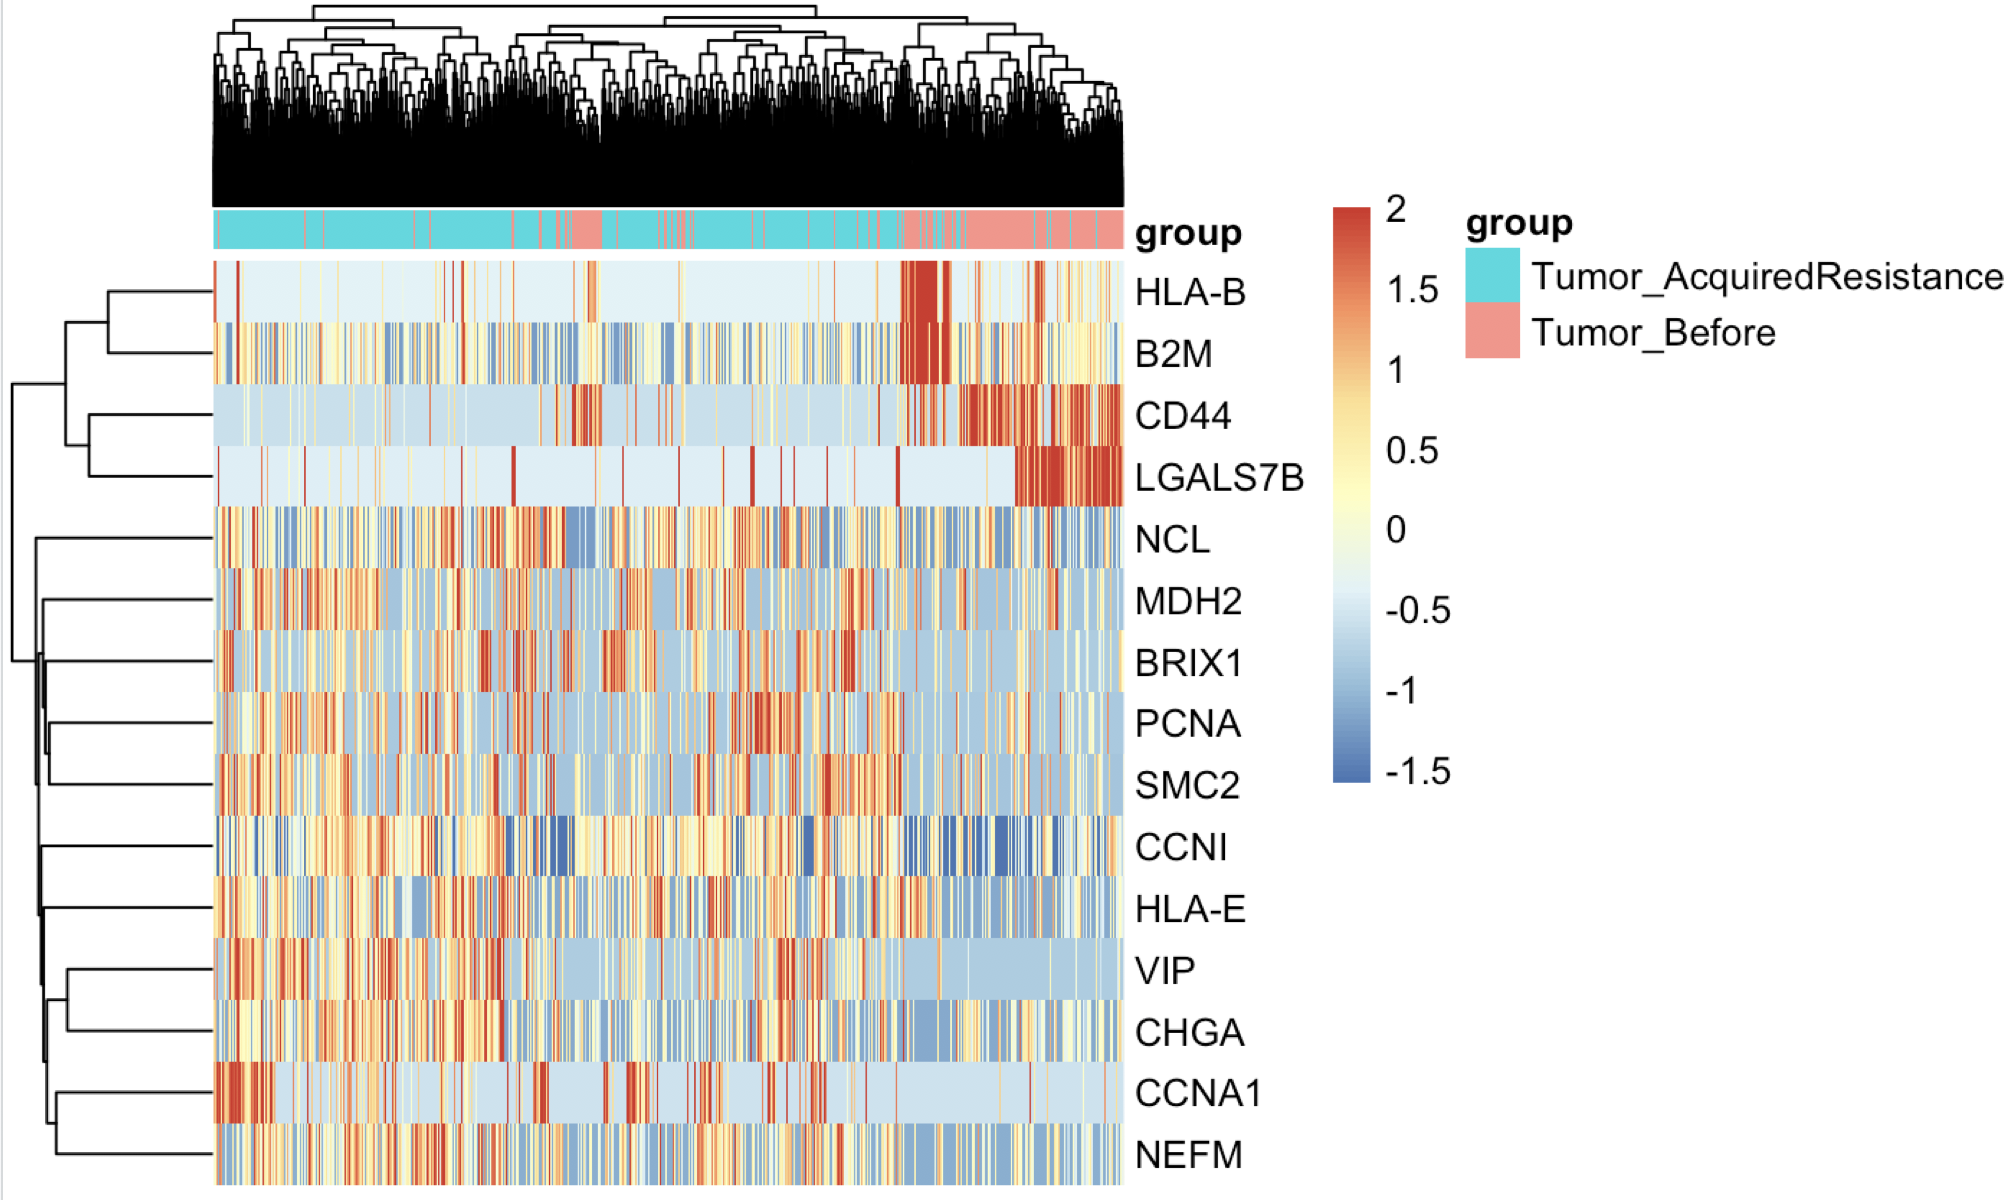 group
HLA-B
B2M
CD44
LGALS7B
NCL
MDH2
BRIX1
PCNA
SMC2
CCNI
HLA-E
VIP
CHGA
CCNA1
NEFM
2
1.5
1
0.5
0
-0.5
-1
-1.5
group
Tumor_AcquiredResistance
Tumor_Before